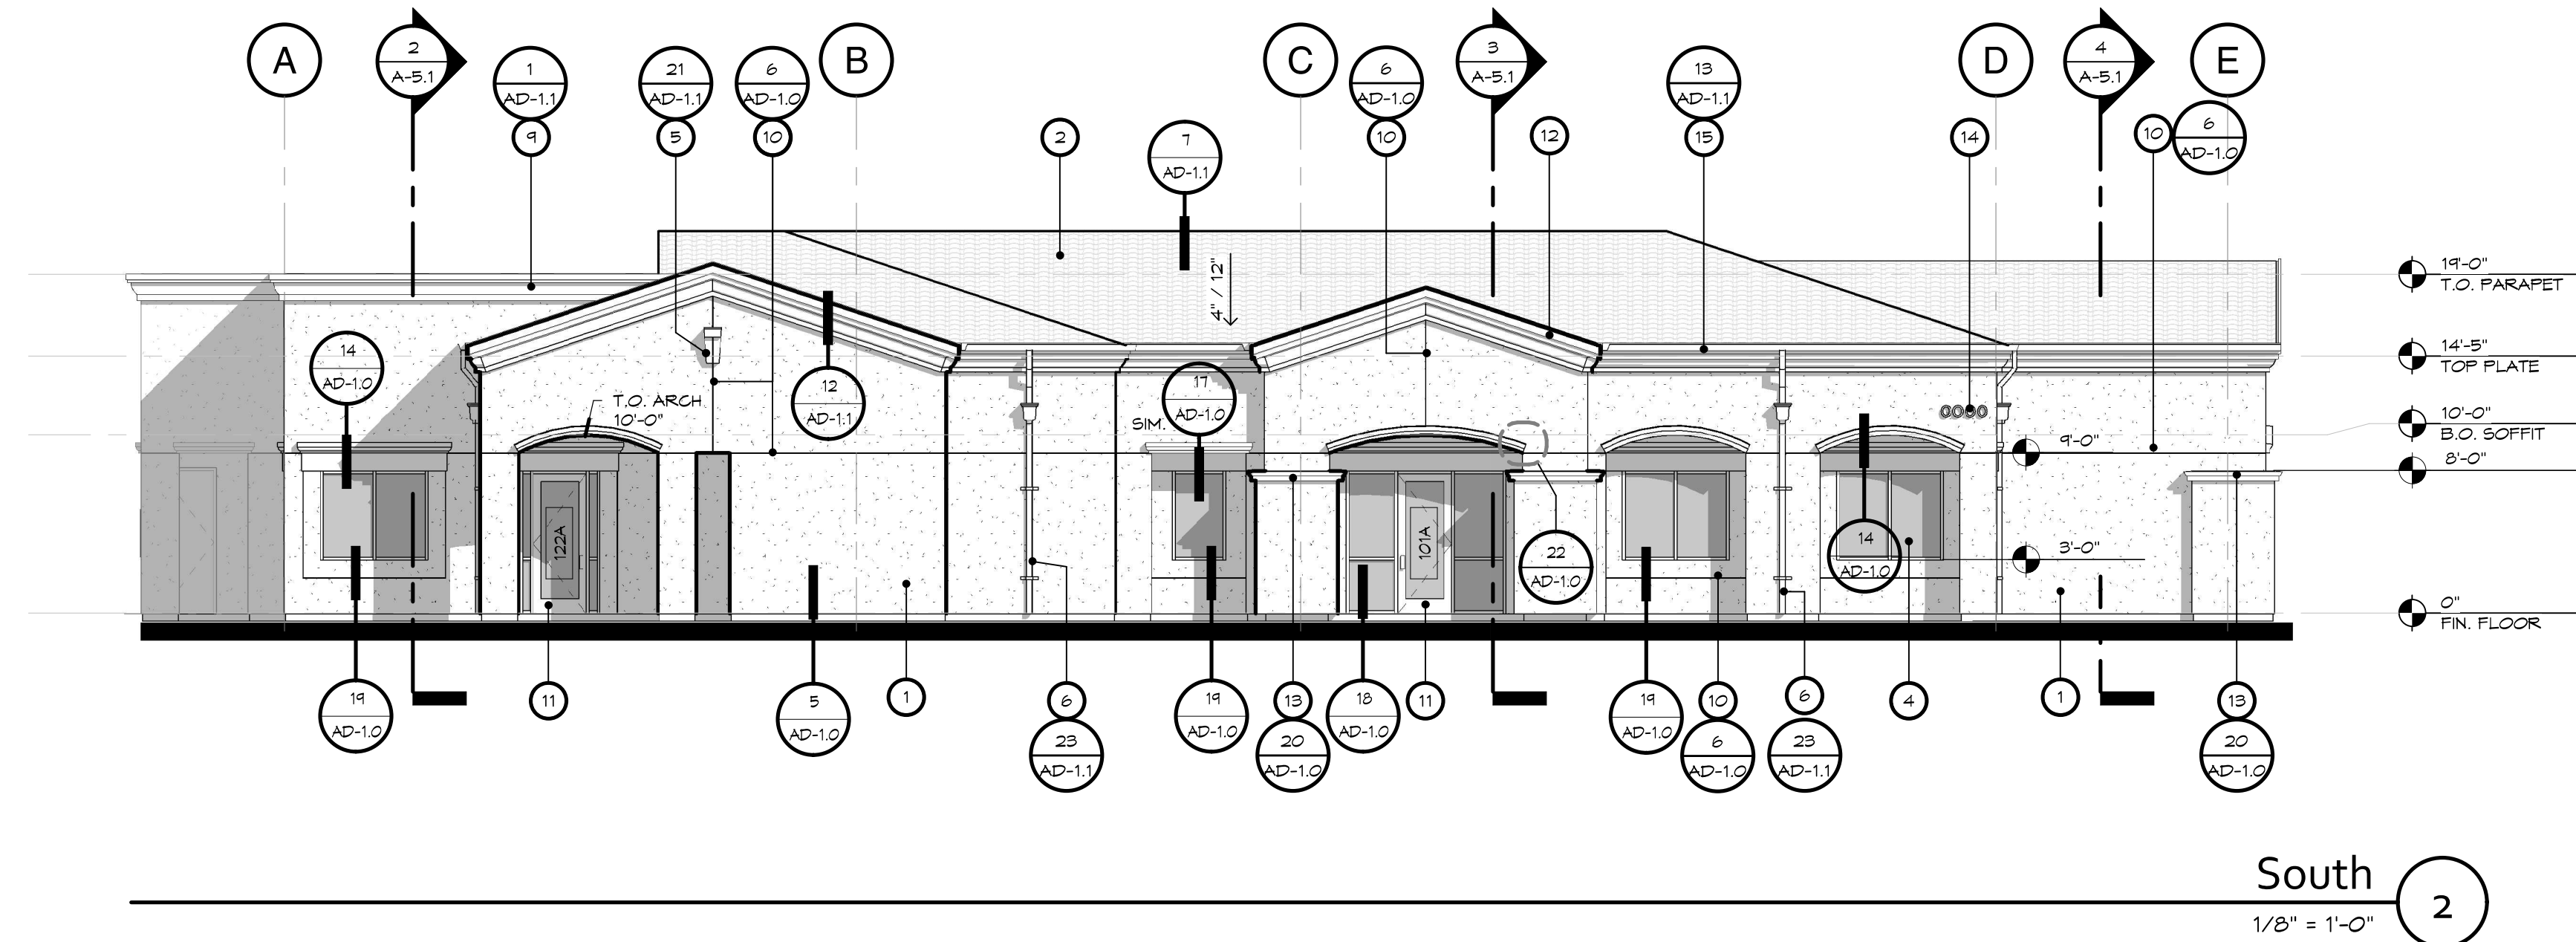 A
2
A-5.1
1
AD-1.1
9
21
AD-1.1
5
6
AD-1.0
10
B
2
7
AD-1.1
C
6
AD-1.0
10
3
A-5.1
12
13
AD-1.1
15
D
14
4
A-5.1
10
6
AD-1.0
E
4" / 12"
19'-0"
T.O. PARAPET
14'-5"
TOP PLATE
10'-0"
B.O. SOFFIT
9'-0"
8'-0"
14
AD-1.0
T.O. ARCH
10'-0"
12
AD-1.1
SIM.
17
AD-1.0
122A
101A
22
AD-1.0
14
AD-1.0
3'-0"
0"
FIN. FLOOR
19
AD-1.0
11
5
AD-1.0
1
6
23
AD-1.1
19
AD-1.0
13
20
AD-1.0
18
AD-1.0
11
19
AD-1.0
10
6
AD-1.0
6
23
AD-1.1
4
1
13
20
AD-1.0
South
2
1/8" = 1'-0"